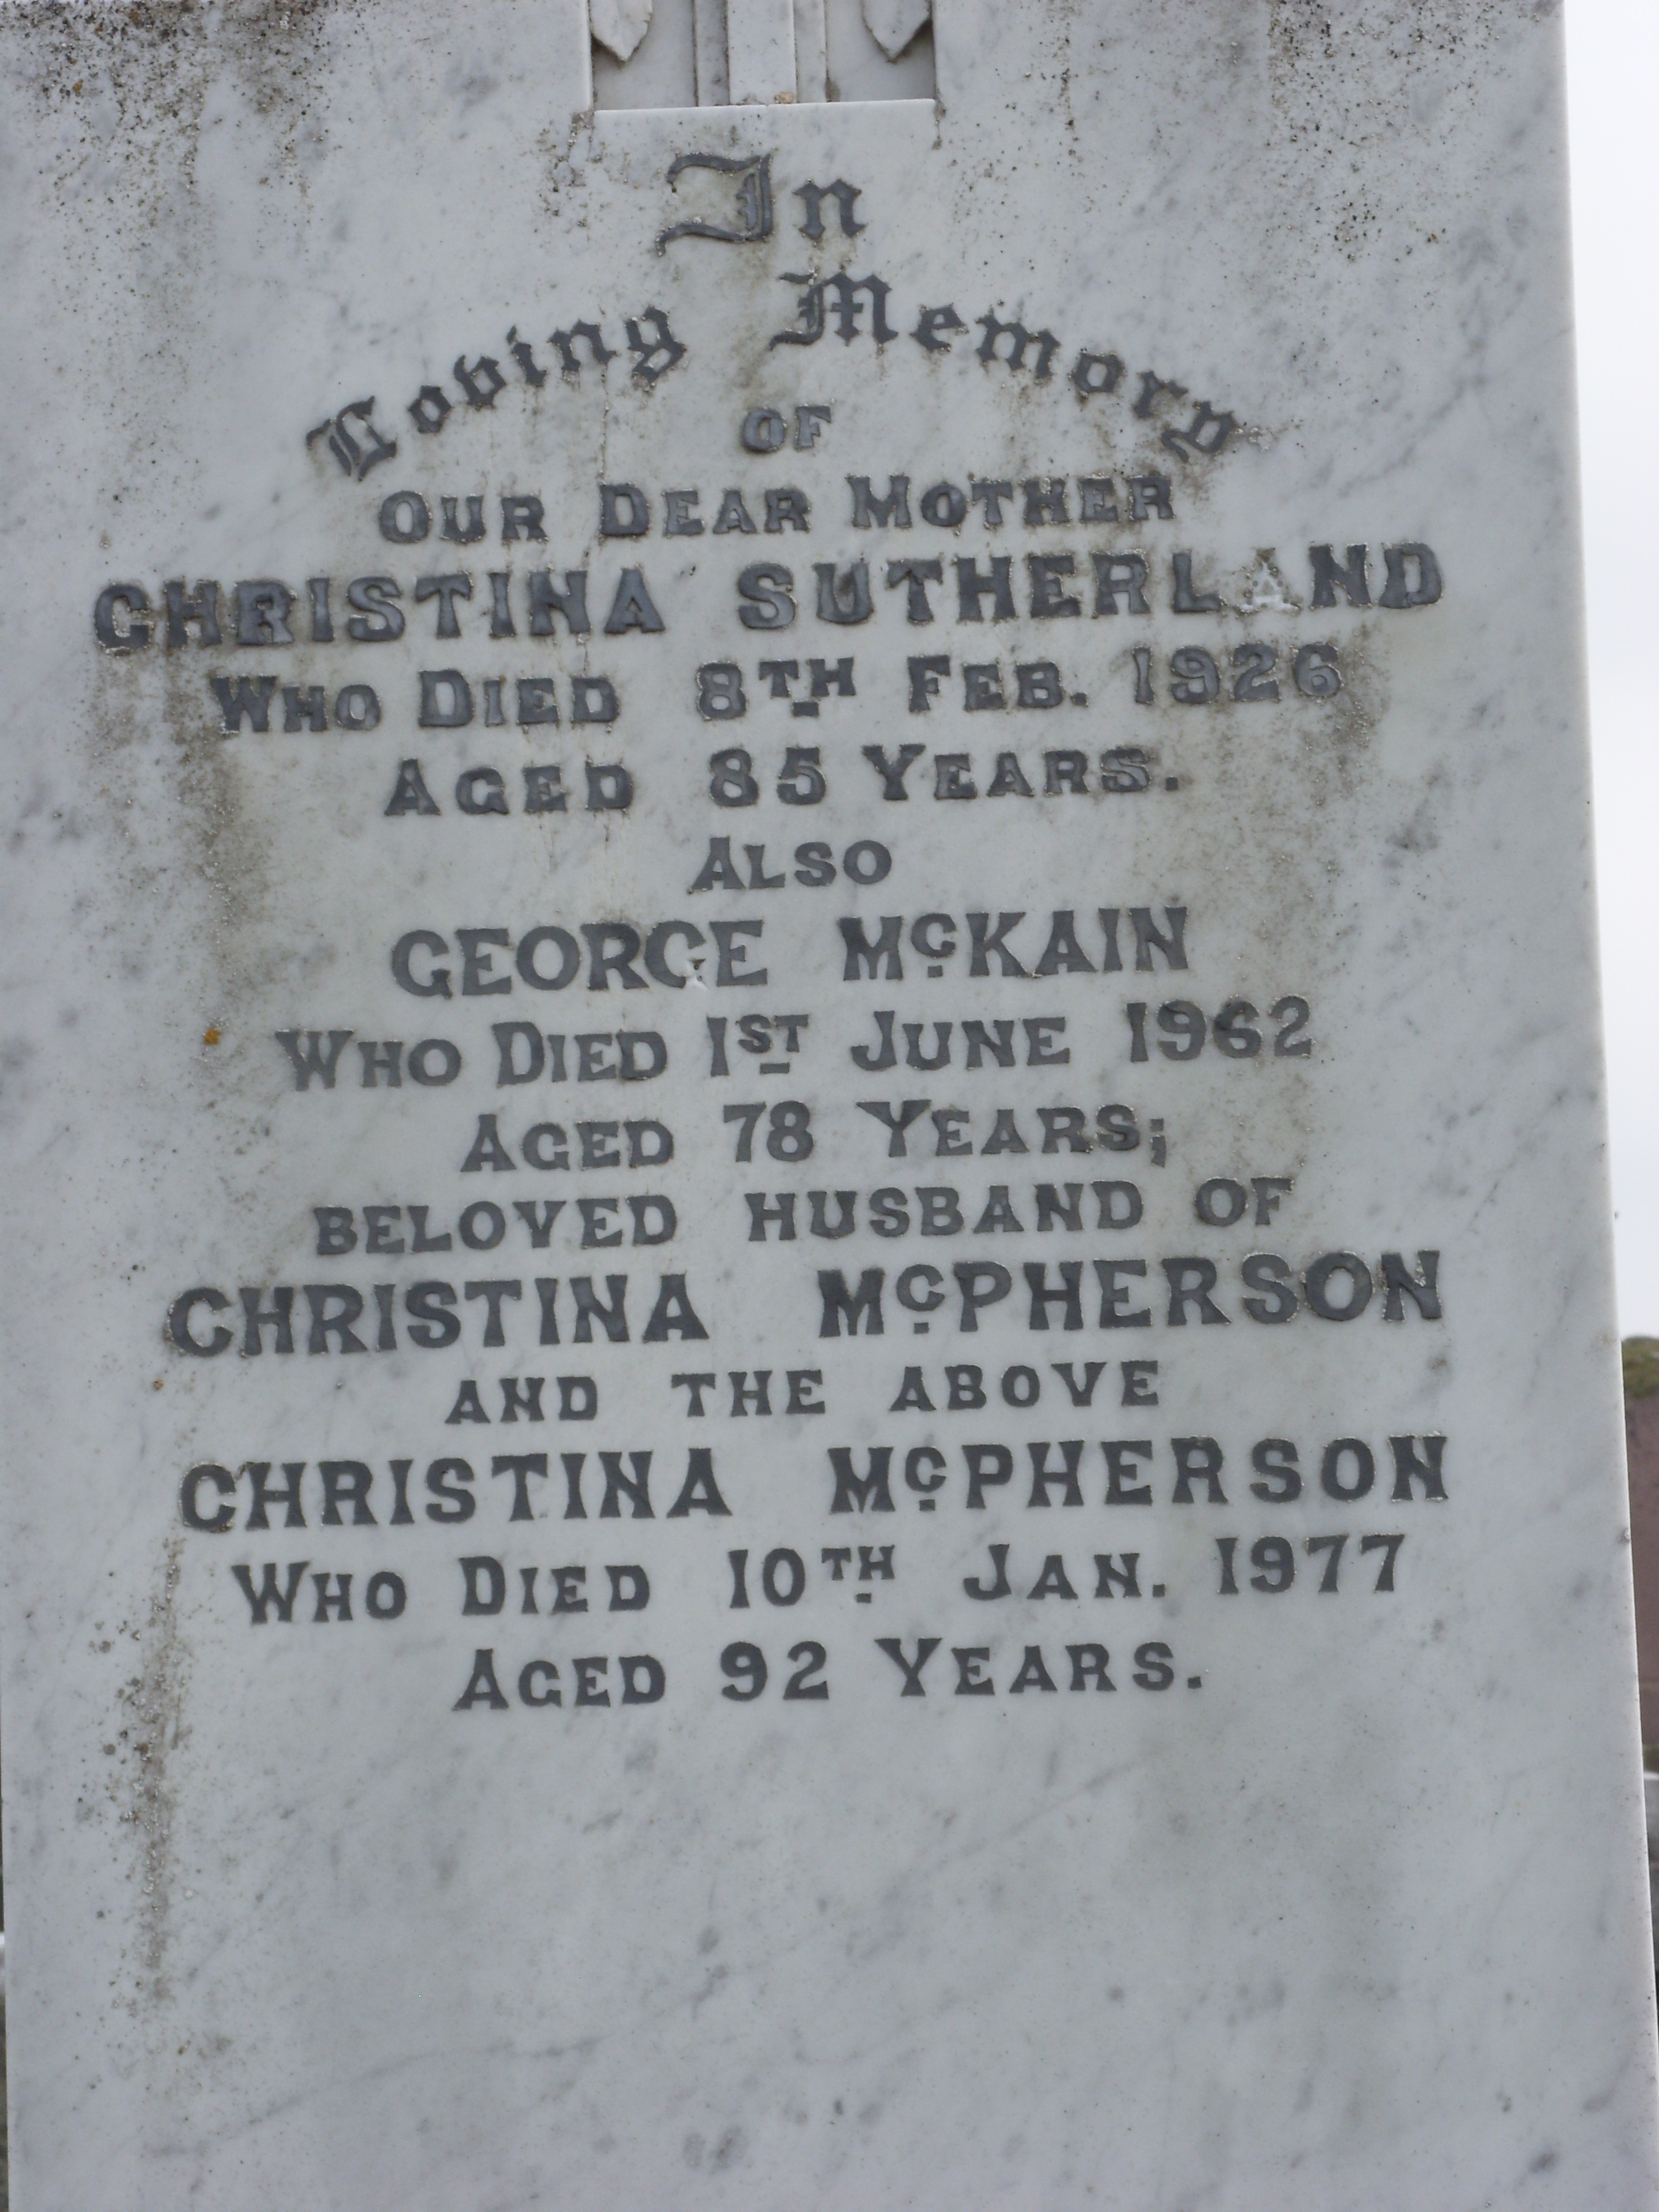 In
Loving Memory
OF
OUR DEAR MOTHER
CHRISTINA SUTHERLAND
WHO DIED 8TH FEB. 1926
AGED 85 YEARS.
ALSO
GEORGE McKAIN
WHO DIED 1ST JUNE 1962
AGED 78 YEARS;
BELOVED HUSBAND OF
CHRISTINA McPHERSON
AND THE ABOVE
CHRISTINA McPHERSON
WHO DIED 10TH JAN. 1977
AGED 92 YEARS.